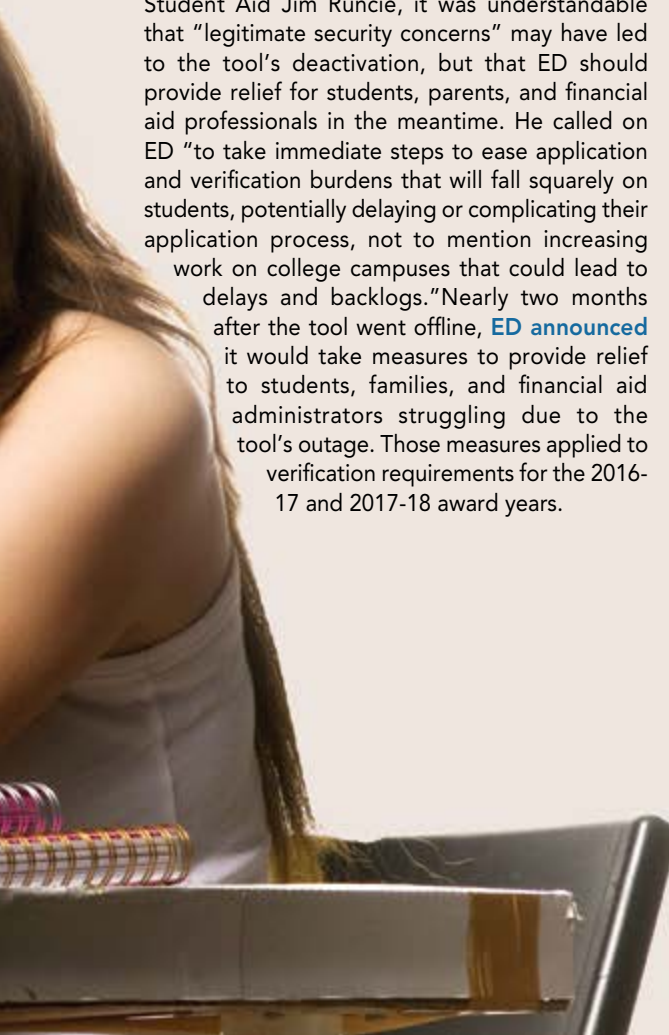 Student Aid Jim Runcie, it was understandable
that “legitimate security concerns” may have led
to the tool’s deactivation, but that ED should
provide relief for students, parents, and financial
aid professionals in the meantime. He called on
ED “to take immediate steps to ease application
and verification burdens that will fall squarely on
students, potentially delaying or complicating their
application process, not to mention increasing
work on college campuses that could lead to
delays and backlogs.”Nearly two months
after the tool went offline, ED announced
it would take measures to provide relief
to students, families, and financial aid
administrators struggling due to the
tool’s outage. Those measures applied to
verification requirements for the 2016-
17 and 2017-18 award years.